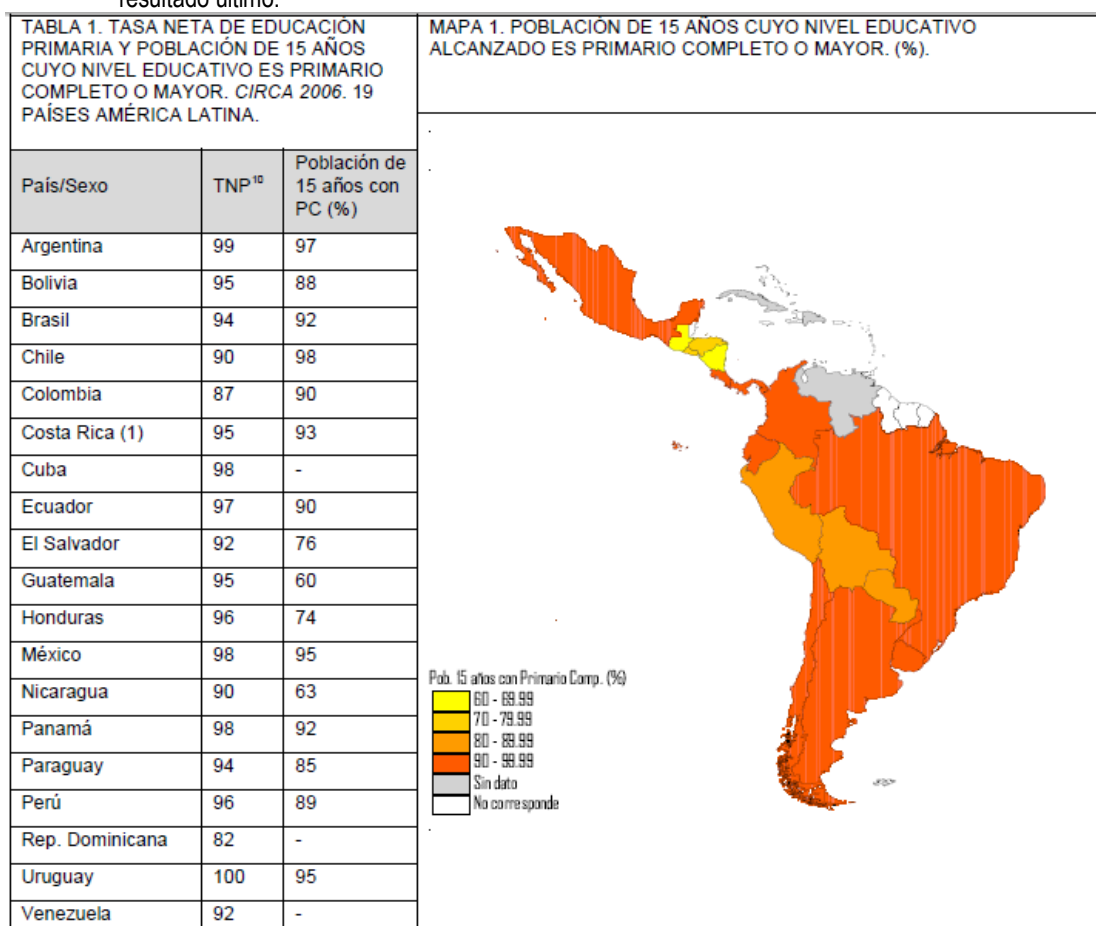 resultado último.
TABLA 1. TASA NETA DE EDUCACIÓN
PRIMARIA Y POBLACIÓN DE 15 AÑOS
CUYO NIVEL EDUCATIVO ES PRIMARIO
COMPLETO O MAYOR. CIRCA 2006. 19
PAÍSES AMÉRICA LATINA.
País/Sexo TNP¹⁰ Población de
15 años con
PC (%)
Argentina 99 97
Bolivia 95 88
Brasil 94 92
Chile 90 98
Colombia 87 90
Costa Rica (1) 95 93
Cuba 98 -
Ecuador 97 90
El Salvador 92 76
Guatemala 95 60
Honduras 96 74
México 98 95
Nicaragua 90 63
Panamá 98 92
Paraguay 94 85
Perú 96 89
Rep. Dominicana 82 -
Uruguay 100 95
Venezuela 92 -
MAPA 1. POBLACIÓN DE 15 AÑOS CUYO NIVEL EDUCATIVO
ALCANZADO ES PRIMARIO COMPLETO O MAYOR. (%).
Pob. 15 años con Primario Comp. (%)
60 - 69.99
70 - 79.99
80 - 89.99
90 - 99.99
Sin dato
No corresponde